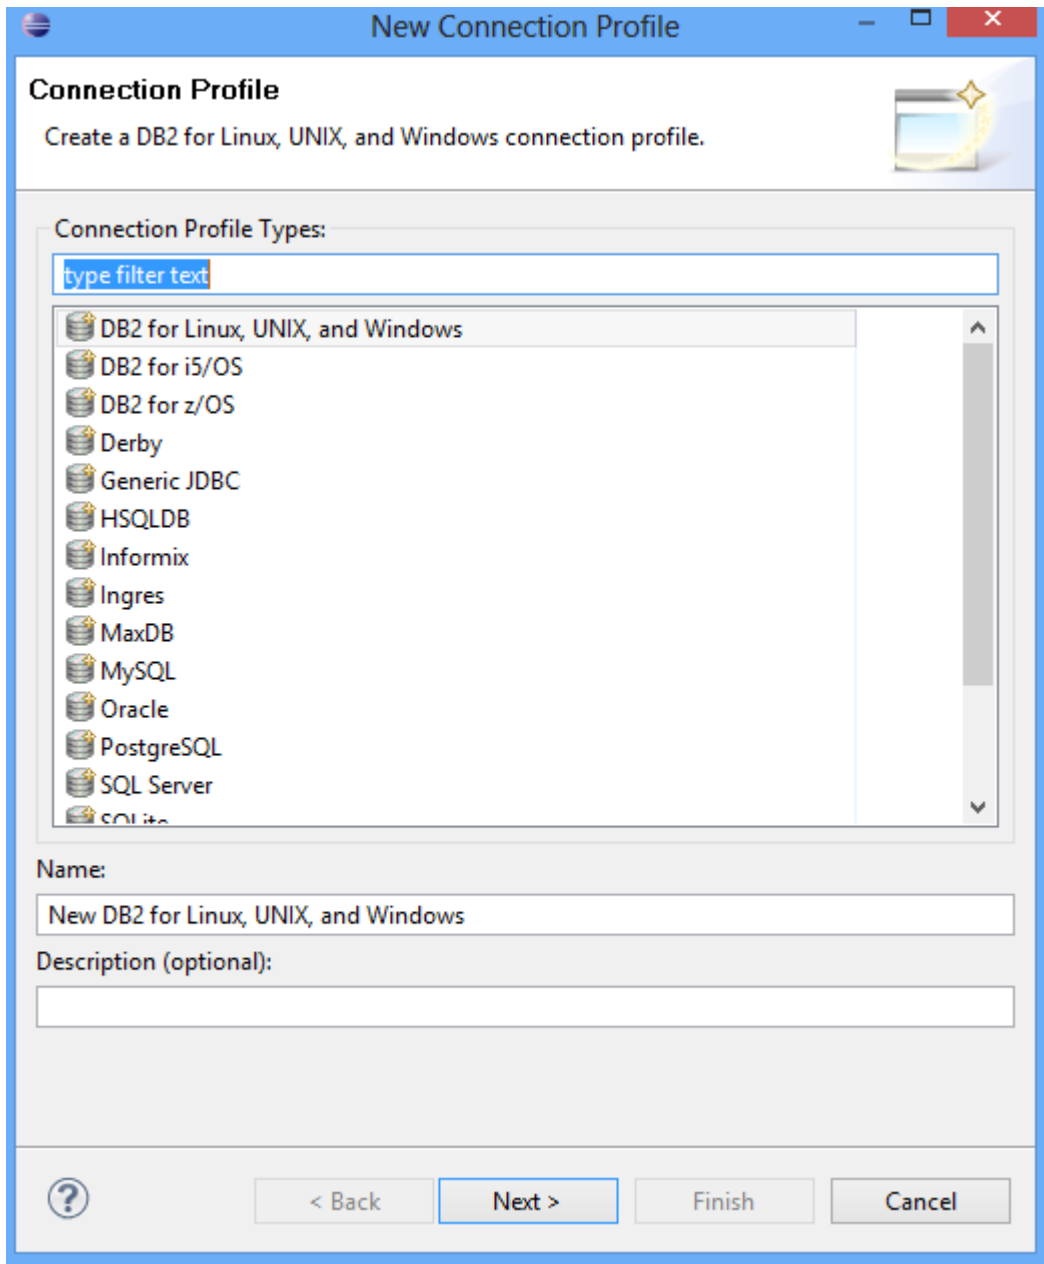 New Connection Profile
Connection Profile
Create a DB2 for Linux, UNIX, and Windows connection profile.
Connection Profile Types:
type filter text
DB2 for Linux, UNIX, and Windows
DB2 for i5/OS
DB2 for z/OS
Derby
Generic JDBC
HSQLDB
Informix
Ingres
MaxDB
MySQL
Oracle
PostgreSQL
SQL Server
SQLite
Name:
New DB2 for Linux, UNIX, and Windows
Description (optional):
?
< Back
Next >
Finish
Cancel